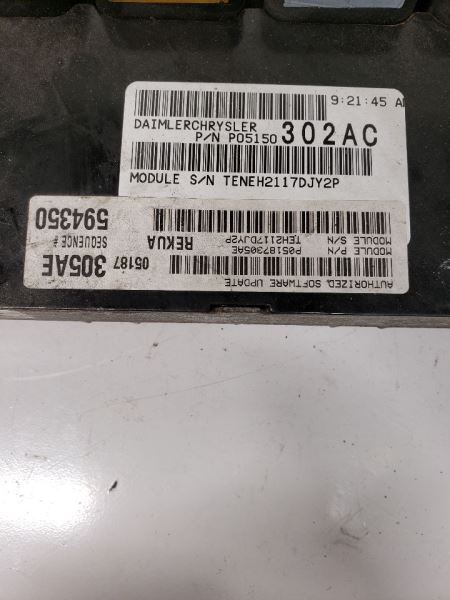 9:21:45 A
DAIMLERCHRYSLER
P/N P05150 302AC
MODULE S/N TENEH2117DJY2P
AUTHORIZED SOFTWARE UPDATE
MODULE P/N P05187305AE
MODULE S/N TEH2117DJY2P
05187 305AE
REKUA
SEQUENCE # 594350